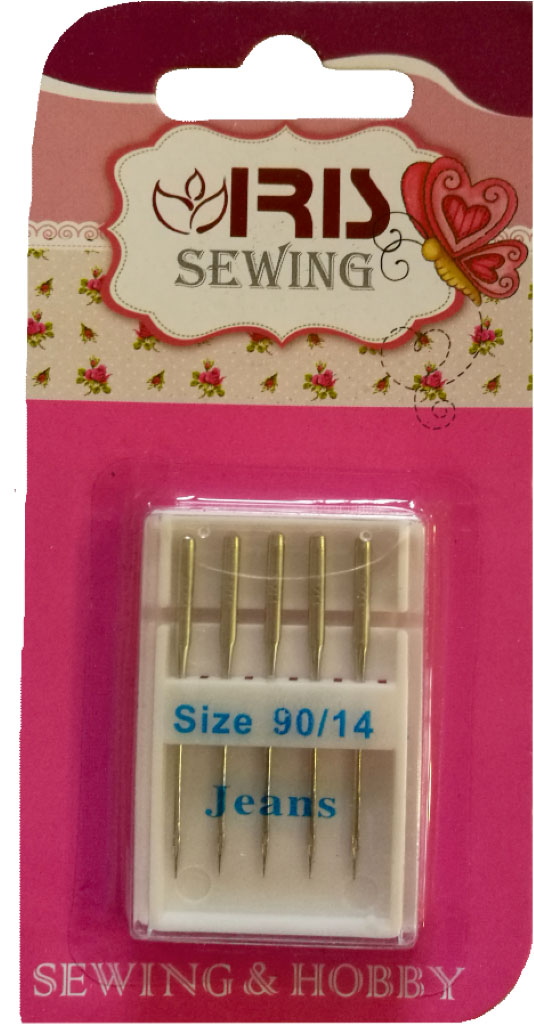 IRIS
SEWING
Size 90/14
Jeans
SEWING & HOBBY